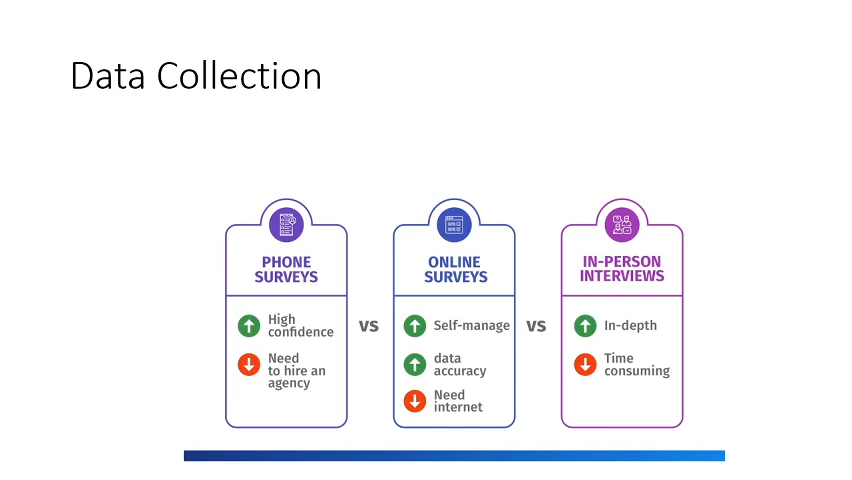 Data Collection
PHONE
SURVEYS
High
confidence
Need
to hire an
agency
vs
ONLINE
SURVEYS
Self-manage
data
accuracy
Need
internet
vs
IN-PERSON
INTERVIEWS
In-depth
Time
consuming